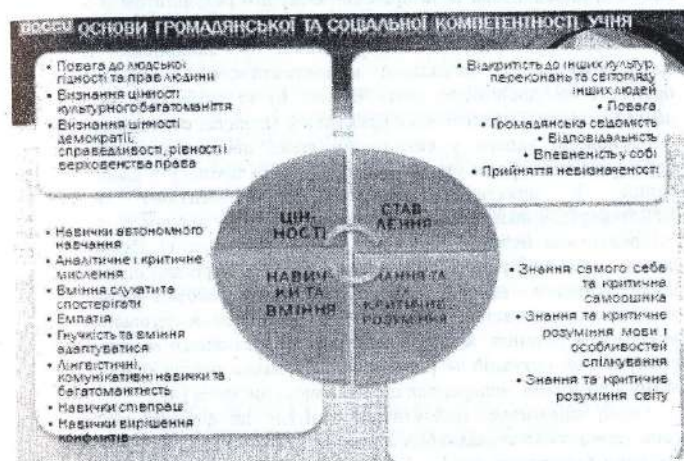 DOCCU ОСНОВИ ГРОМАДЯНСЬКОЇ ТА СОЦІАЛЬНОЇ КОМПЕТЕНТНОСТІ УЧНЯ
• Повага до людської
гідності та прав людини
• Визнання цінності
культурного багатоманіття
• Визнання цінності
демократії,
справедливості, рівності і
верховенства права
• Відкритість до інших культур,
переконань та світогляду
інших людей
• Повага
• Громадянська свідомість
• Відповідальність
• Впевненість у собі
• Прийняття невизначеності
ЦІН-
НОСТІ
СТАВ-
ЛЕННЯ
НАВИЧ-
КИ ТА
ВМІННЯ
ЗНАННЯ ТА
КРИТИЧНЕ
РОЗУМІННЯ
• Навички автономного
навчання
• Аналітичне і критичне
мислення
• Вміння слухати та
спостерігати
• Емпатія
• Гнучкість та вміння
адаптуватися
• Лінгвістичні,
комунікативні навички та
багатоманітність
• Навички співпраці
• Навички вирішення
конфліктів
• Знання самого себе
та критична
самооцінка
• Знання та критичне
розуміння мови і
особливостей
спілкування
• Знання та критичне
розуміння світу